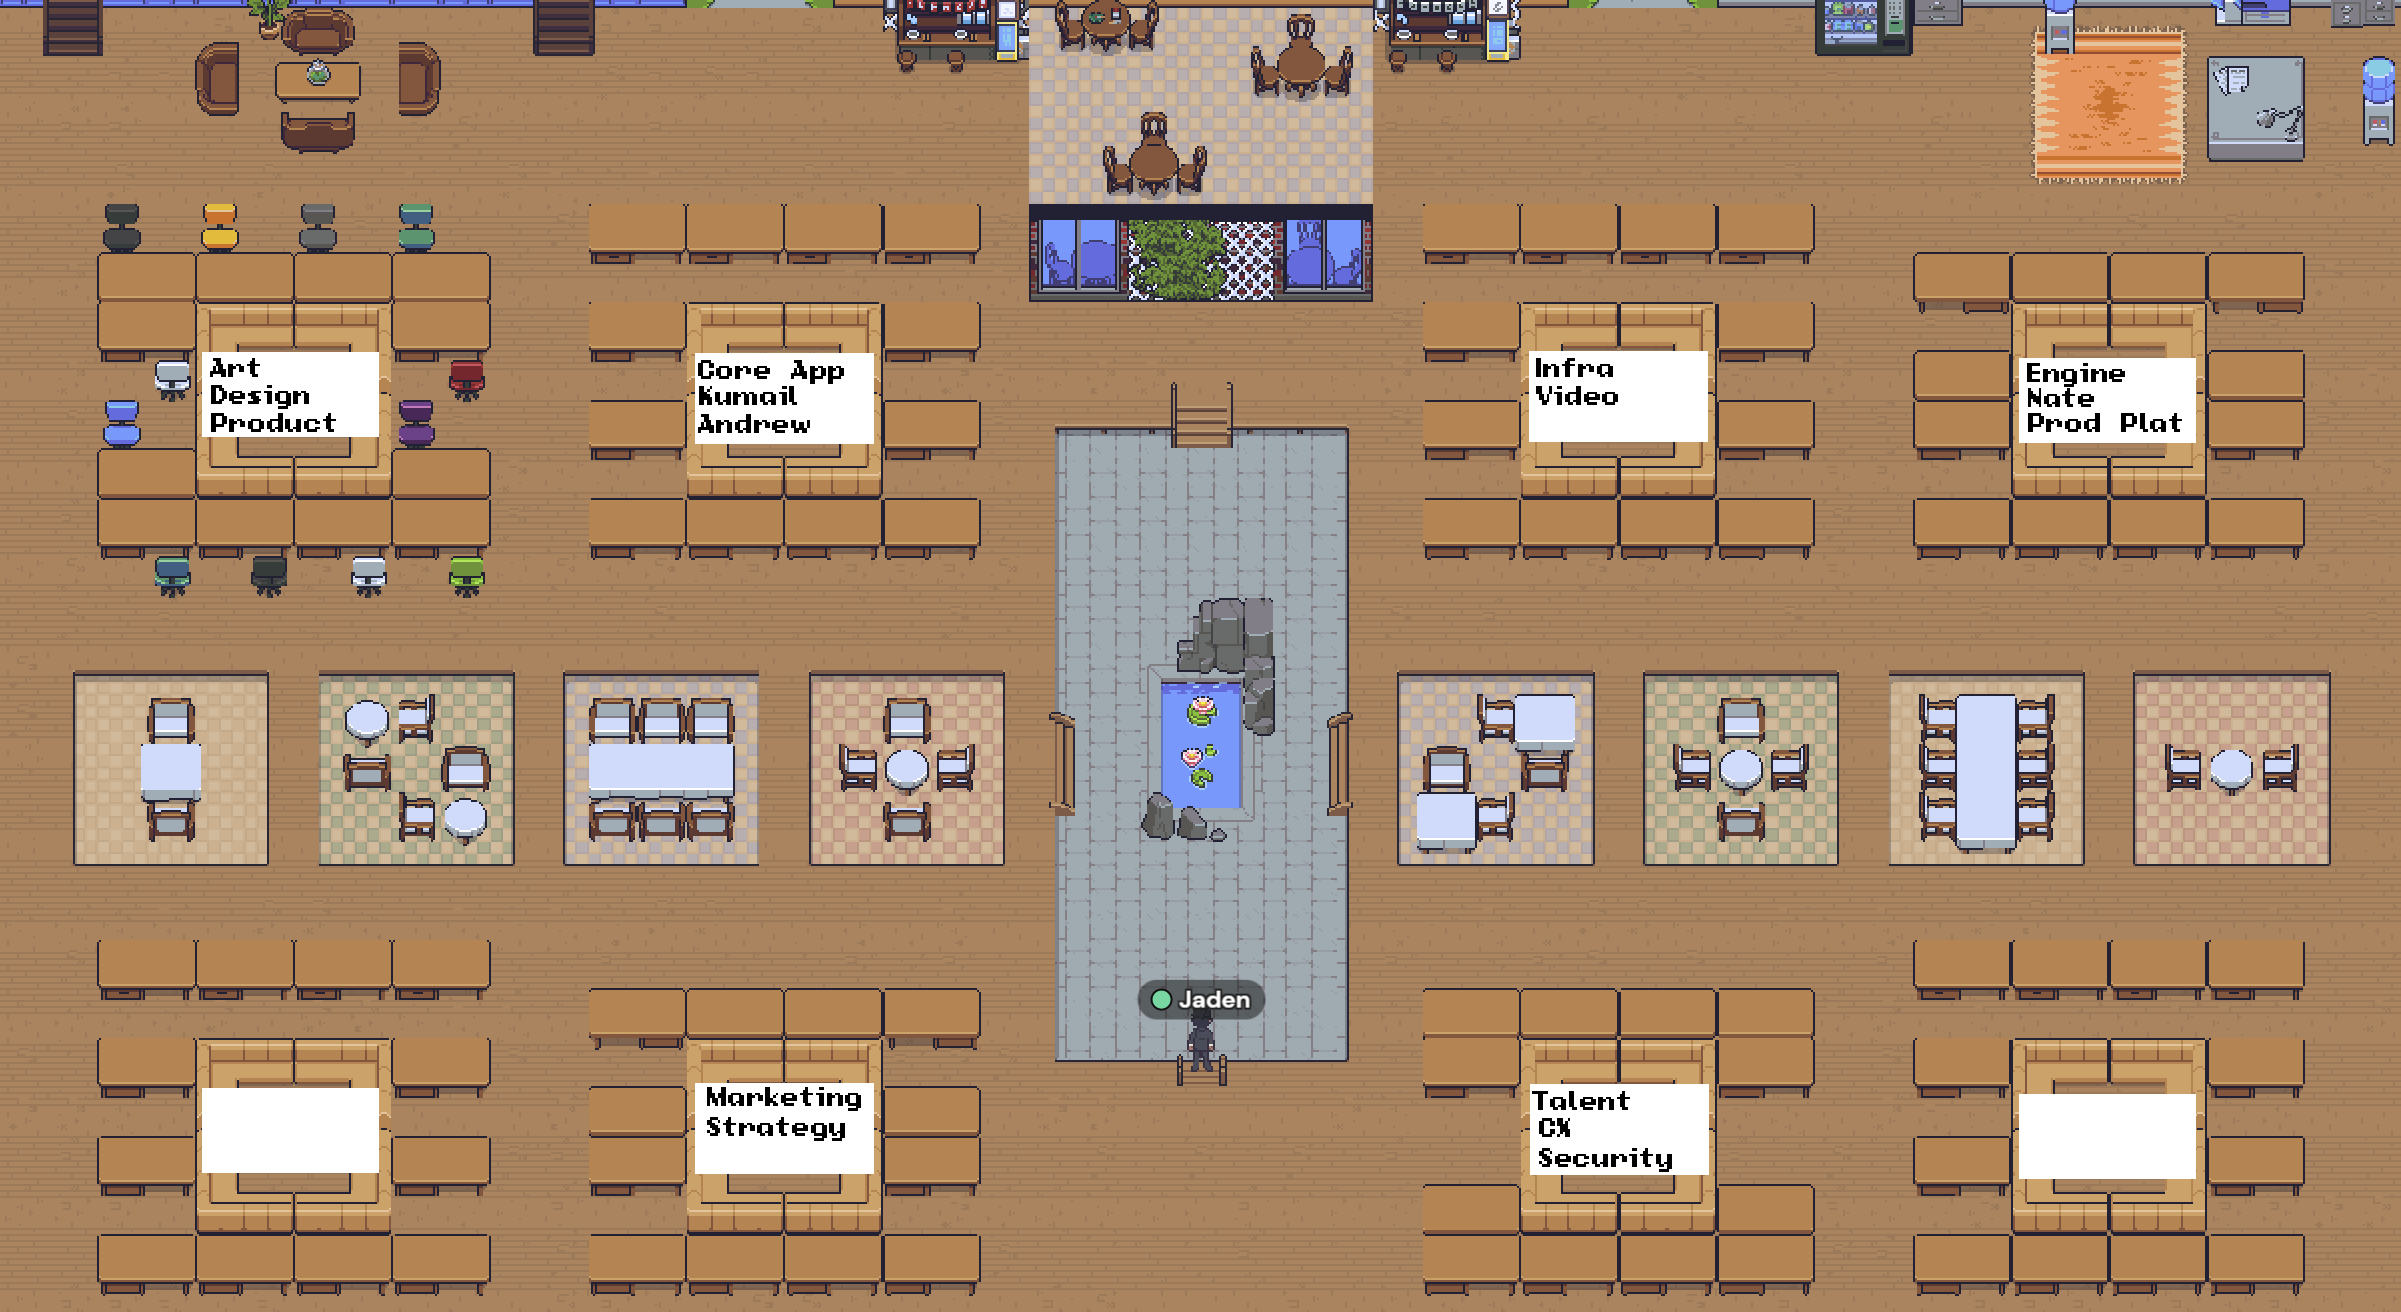 Art
Design
Product
Core App
Kumail
Andrew
Infra
Video
Engine
Nate
Prod Plat
Jaden
Marketing
Strategy
Talent
CX
Security